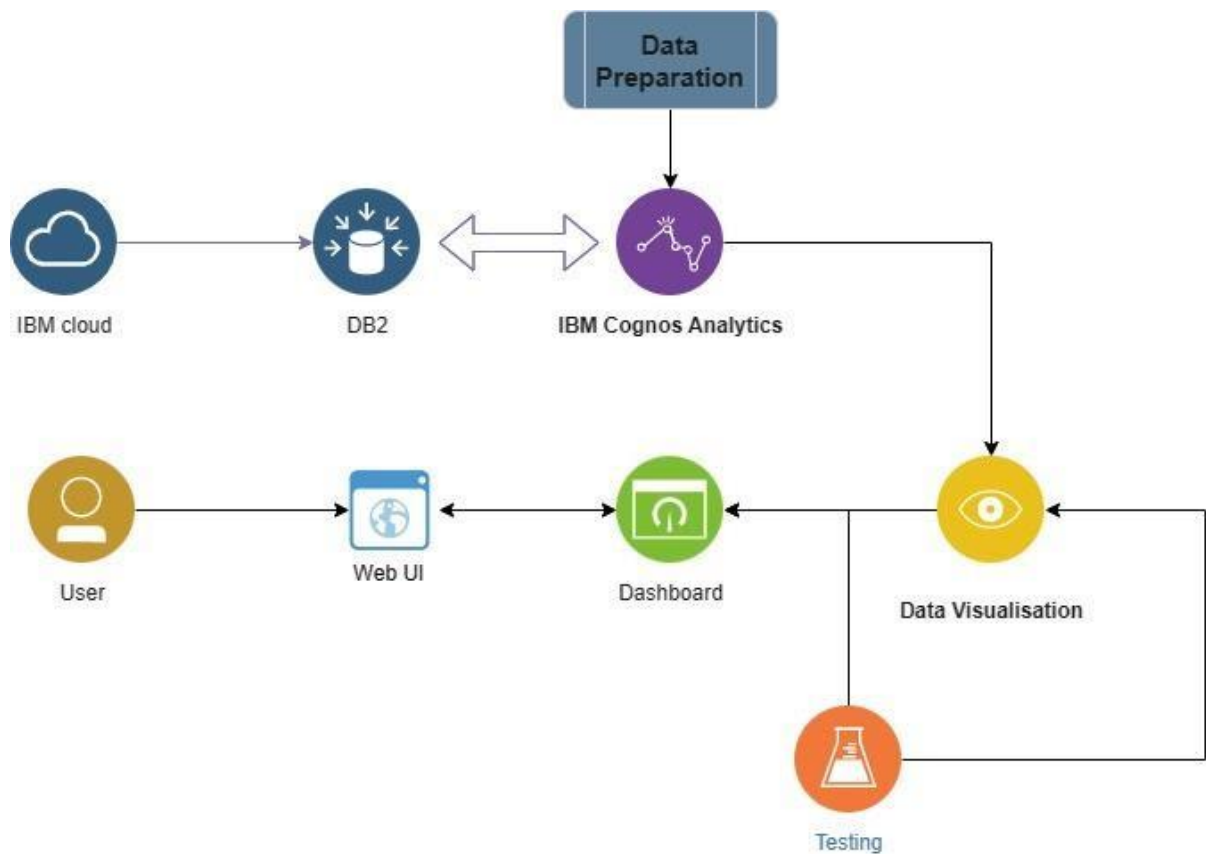 Data
Preparation
IBM cloud
DB2
IBM Cognos Analytics
User
Web UI
Dashboard
Data Visualisation
Testing